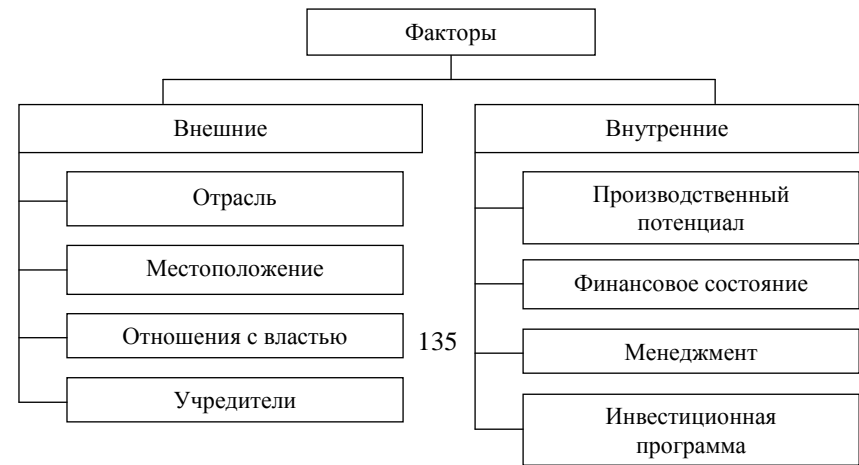 Факторы
Внешние
Отрасль
Местоположение
Отношения с властью
Учредители
135
Внутренние
Производственный
потенциал
Финансовое состояние
Менеджмент
Инвестиционная
программа